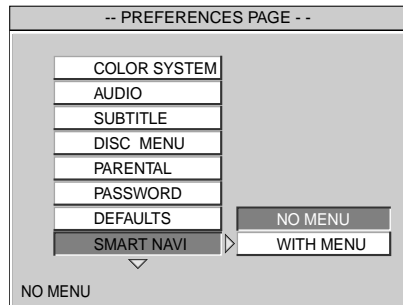 -- PREFERENCES PAGE - -
COLOR SYSTEM
AUDIO
SUBTITLE
DISC MENU
PARENTAL
PASSWORD
DEFAULTS
NO MENU
SMART NAVI
WITH MENU
NO MENU